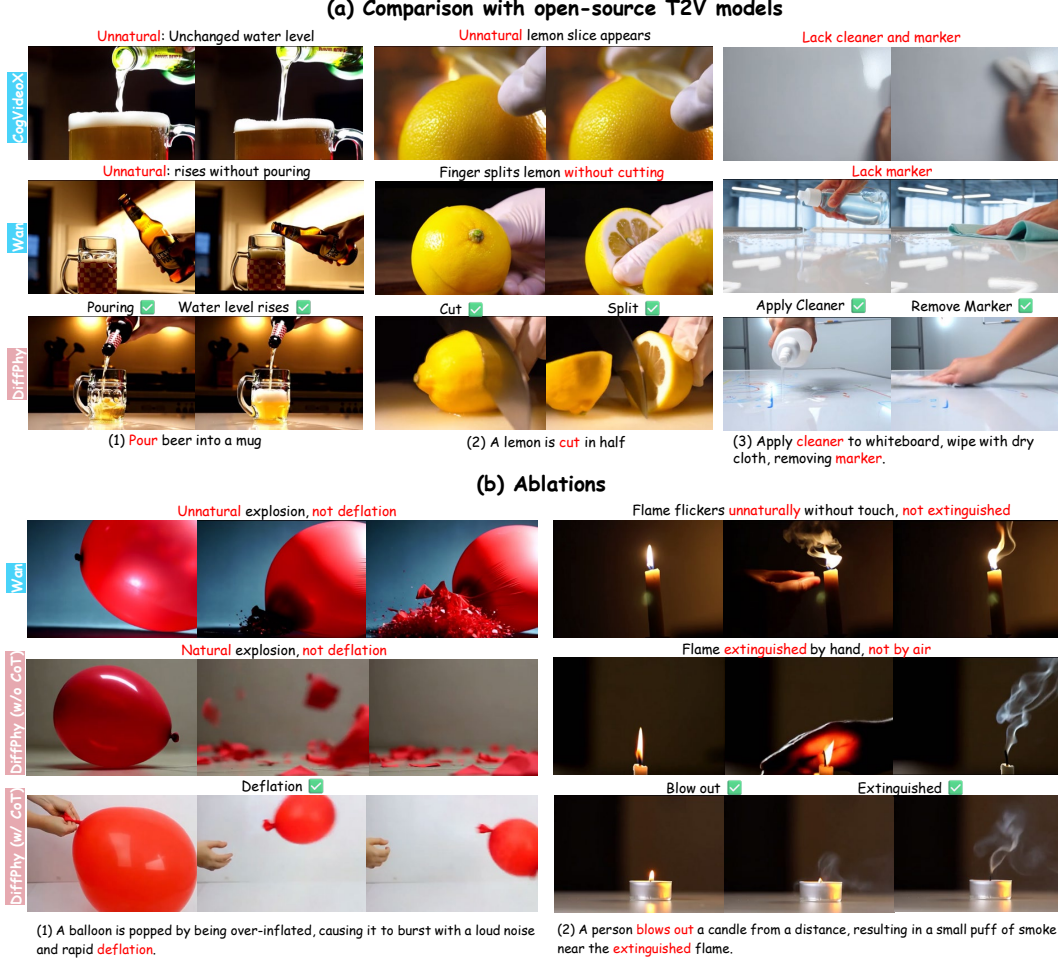 (a) Comparison with open-source T2V models
Unnatural: Unchanged water level
Unnatural lemon slice appears
Lack cleaner and marker
CogVideoX
Unnatural: rises without pouring
Finger splits lemon without cutting
Lack marker
Wan
Pouring ✅ Water level rises ✅
Cut ✅ Split ✅
Apply Cleaner ✅ Remove Marker ✅
DiffPhy
(1) Pour beer into a mug
(2) A lemon is cut in half
(3) Apply cleaner to whiteboard, wipe with dry
cloth, removing marker.
(b) Ablations
Unnatural explosion, not deflation
Flame flickers unnaturally without touch, not extinguished
Wan
Natural explosion, not deflation
Flame extinguished by hand, not by air
DiffPhy (w/o CoT)
Deflation ✅
Blow out ✅ Extinguished ✅
DiffPhy (w/ CoT)
(1) A balloon is popped by being over-inflated, causing it to burst with a loud noise
and rapid deflation.
(2) A person blows out a candle from a distance, resulting in a small puff of smoke
near the extinguished flame.